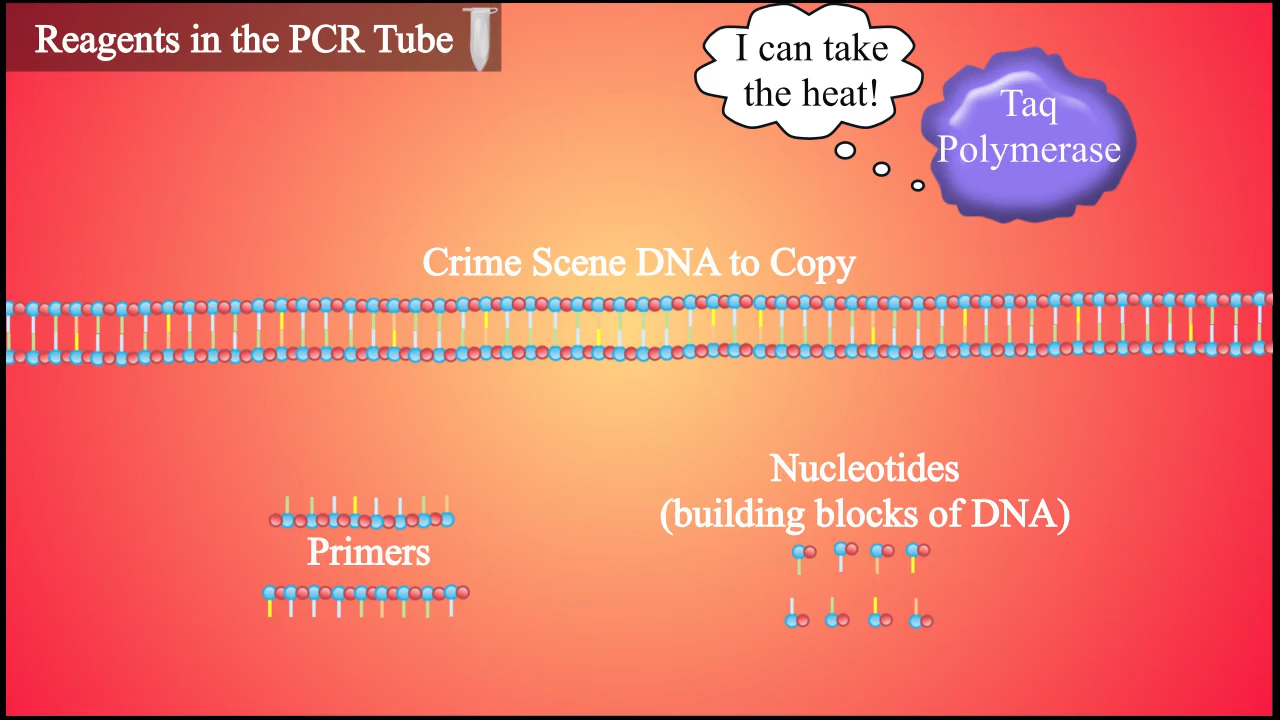 Reagents in the PCR Tube
I can take
the heat!
Taq
Polymerase
Crime Scene DNA to Copy
Nucleotides
(building blocks of DNA)
Primers